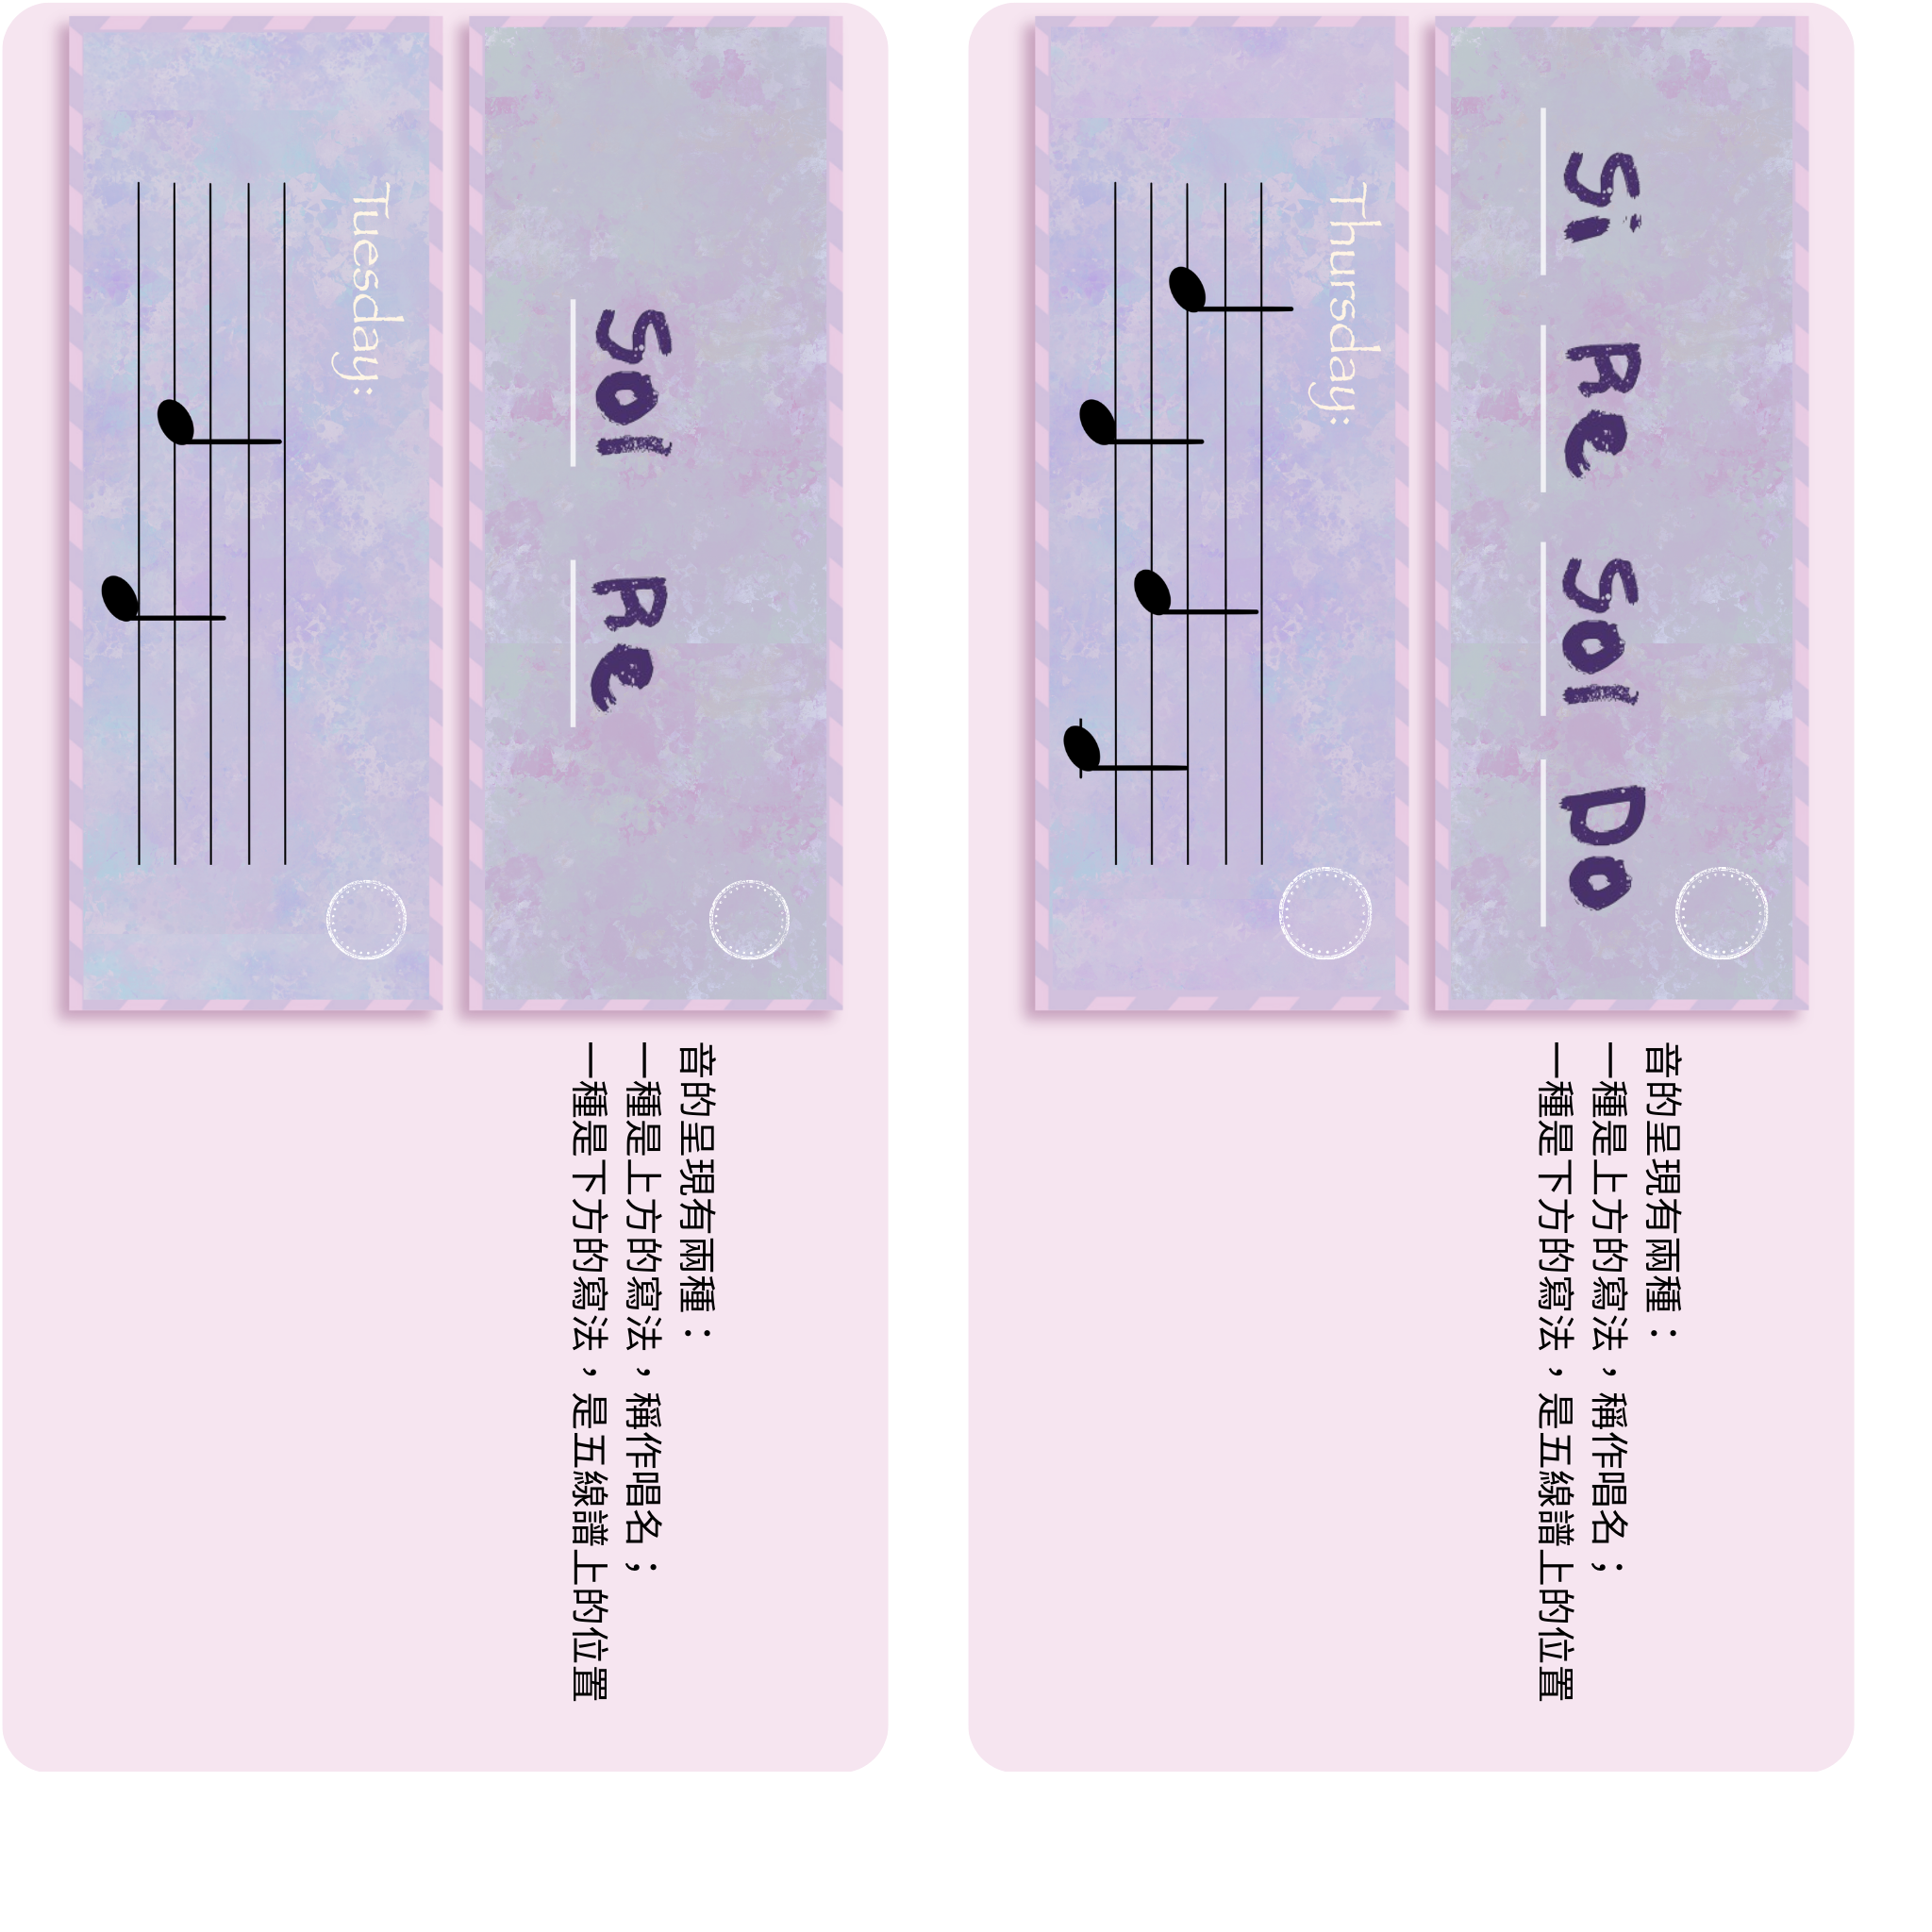 Si Re Sol Do
音的呈現有兩種：
一種是上方的寫法，稱作唱名；
一種是下方的寫法，是五線譜上的位置
Thursday:
Sol Re
音的呈現有兩種：
一種是上方的寫法，稱作唱名；
一種是下方的寫法，是五線譜上的位置
Tuesday: